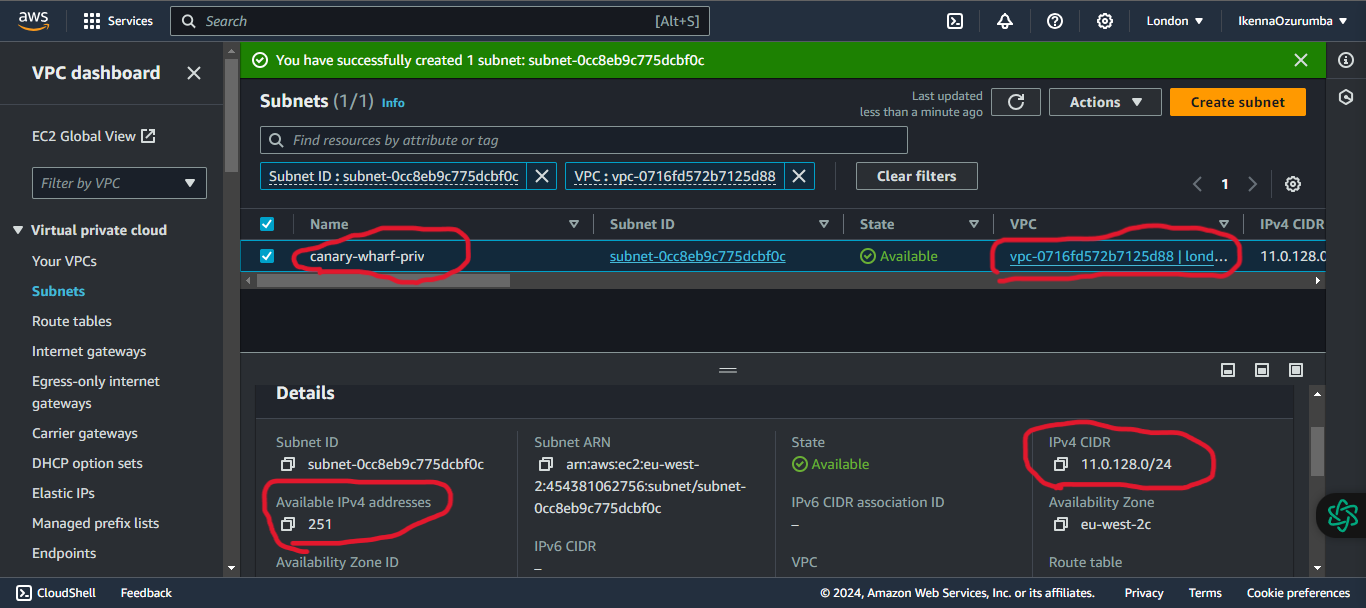 aws Services Search [Alt+S] London IkennaOzurumba
VPC dashboard
EC2 Global View
Filter by VPC
Virtual private cloud
Your VPCs
Subnets
Route tables
Internet gateways
Egress-only internet
gateways
Carrier gateways
DHCP option sets
Elastic IPs
Managed prefix lists
Endpoints
You have successfully created 1 subnet: subnet-0cc8eb9c775dcbf0c
Subnets (1/1) Info
Last updated
less than a minute ago
Actions
Create subnet
Find resources by attribute or tag
Subnet ID : subnet-0cc8eb9c775dcbf0c
VPC : vpc-0716fd572b7125d88
Clear filters
1
Name Subnet ID State VPC IPv4 CIDR
canary-wharf-priv subnet-0cc8eb9c775dcbf0c Available vpc-0716fd572b7125d88 | lond... 11.0.128.0
Details
Subnet ID
subnet-0cc8eb9c775dcbf0c
Available IPv4 addresses
251
Availability Zone ID
Subnet ARN
arn:aws:ec2:eu-west-
2:454381062756:subnet/subnet-
0cc8eb9c775dcbf0c
IPv6 CIDR
–
State
Available
IPv6 CIDR association ID
–
VPC
IPv4 CIDR
11.0.128.0/24
Availability Zone
eu-west-2c
Route table
CloudShell Feedback © 2024, Amazon Web Services, Inc. or its affiliates. Privacy Terms Cookie preferences